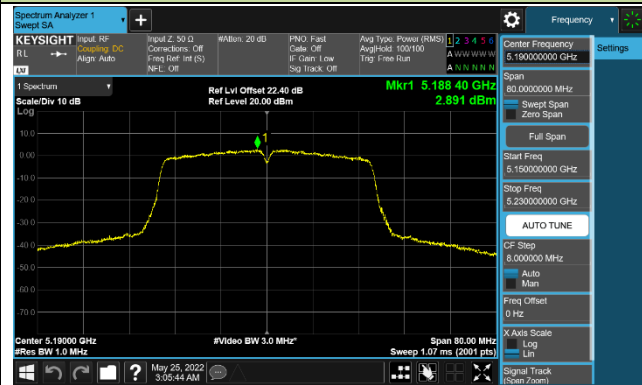 Spectrum Analyzer 1
Swept SA
+
Frequency
KEYSIGHT
RL
LXI
Input: RF
Coupling: DC
Align: Auto
Input Z: 50 Ω
Corrections: Off
Freq Ref: Int (S)
NFE: Off
#Atten: 20 dB
PNO: Fast
Gate: Off
IF Gain: Low
Sig Track: Off
Avg Type: Power (RMS)
Avg|Hold: 100/100
Trig: Free Run
1 2 3 4 5 6
A W W W W W
A N N N N N
Center Frequency
5.190000000 GHz
Settings
Span
80.0000000 MHz
Swept Span
Zero Span
Full Span
Start Freq
5.150000000 GHz
Stop Freq
5.230000000 GHz
AUTO TUNE
CF Step
8.000000 MHz
Auto
Man
Freq Offset
0 Hz
X Axis Scale
Log
Lin
Signal Track
(Span Zoom)
1 Spectrum
Scale/Div 10 dB
Ref Lvl Offset 22.40 dB
Ref Level 20.00 dBm
Mkr1 5.188 40 GHz
2.891 dBm
Log
10.0
0.00
-10.0
-20.0
-30.0
-40.0
-50.0
-60.0
-70.0
1
Center 5.19000 GHz
#Res BW 1.0 MHz
#Video BW 3.0 MHz*
Span 80.00 MHz
Sweep 1.07 ms (2001 pts)
?
May 25, 2022
3:05:44 AM